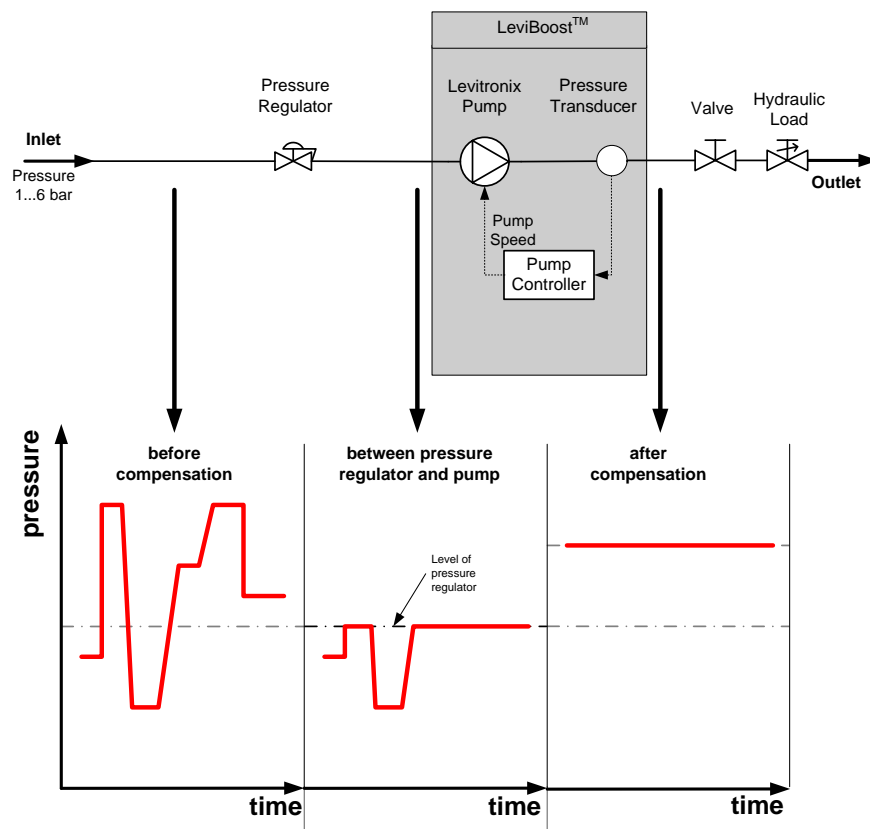 LeviBoost™
Pressure
Regulator
Levitronix
Pump
Pressure
Transducer
Valve
Hydraulic
Load
Inlet
Pressure
1...6 bar
Outlet
Pump
Speed
Pump
Controller
before
compensation
between pressure
regulator and pump
after
compensation
pressure
Level of
pressure
regulator
time
time
time